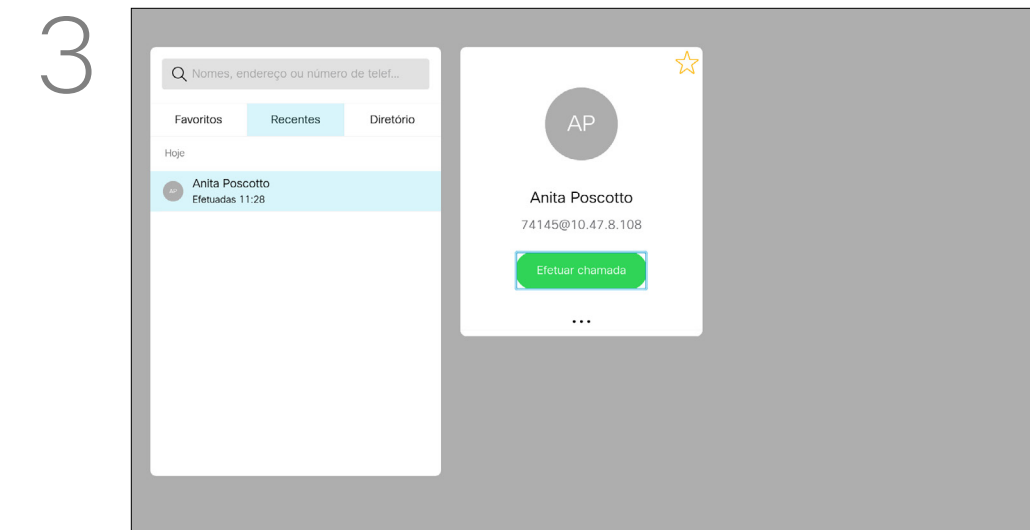 3
Nomes, endereço ou número de telef...
Favoritos Recentes Diretório
Hoje
AP
Anita Poscotto
Efetuadas 11:28
AP
Anita Poscotto
74145@10.47.8.108
Efetuar chamada
...